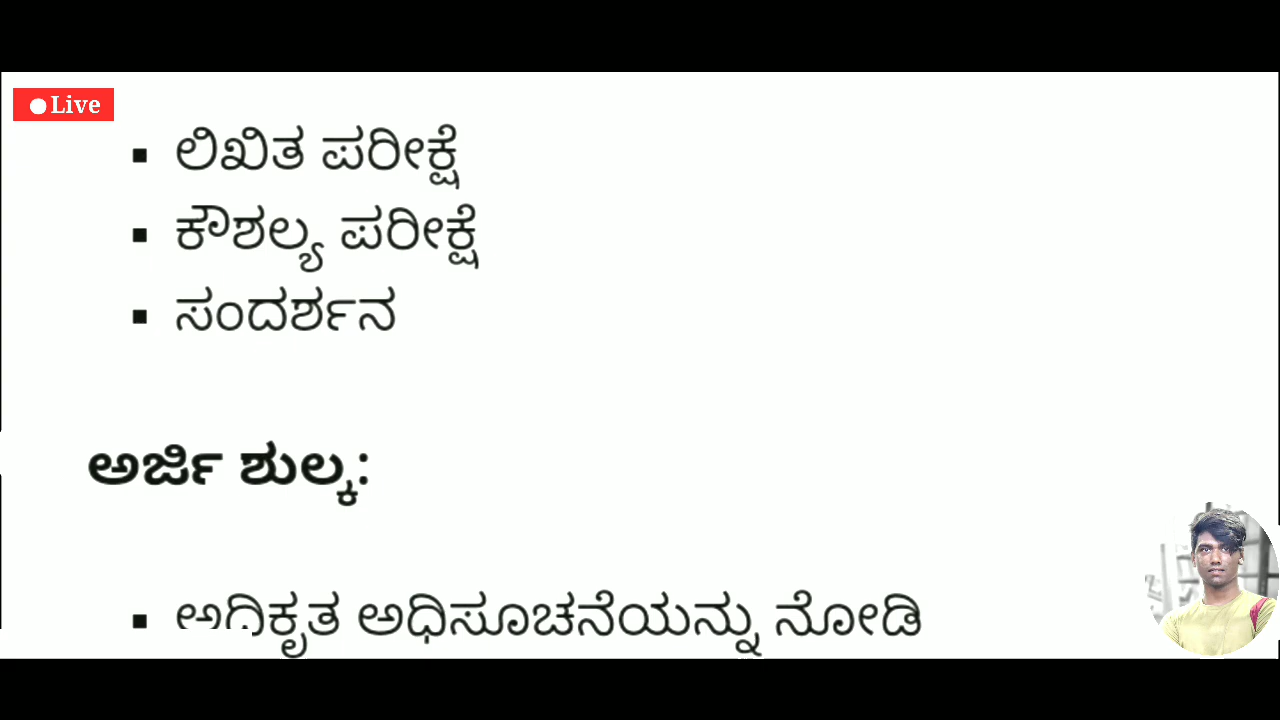 Live
ಲಿಖಿತ ಪರೀಕ್ಷೆ
ಕೌಶಲ್ಯ ಪರೀಕ್ಷೆ
ಸಂದರ್ಶನ
ಅರ್ಜಿ ಶುಲ್ಕ:
ಅಧಿಕೃತ ಅಧಿಸೂಚನೆಯನ್ನು ನೋಡಿ